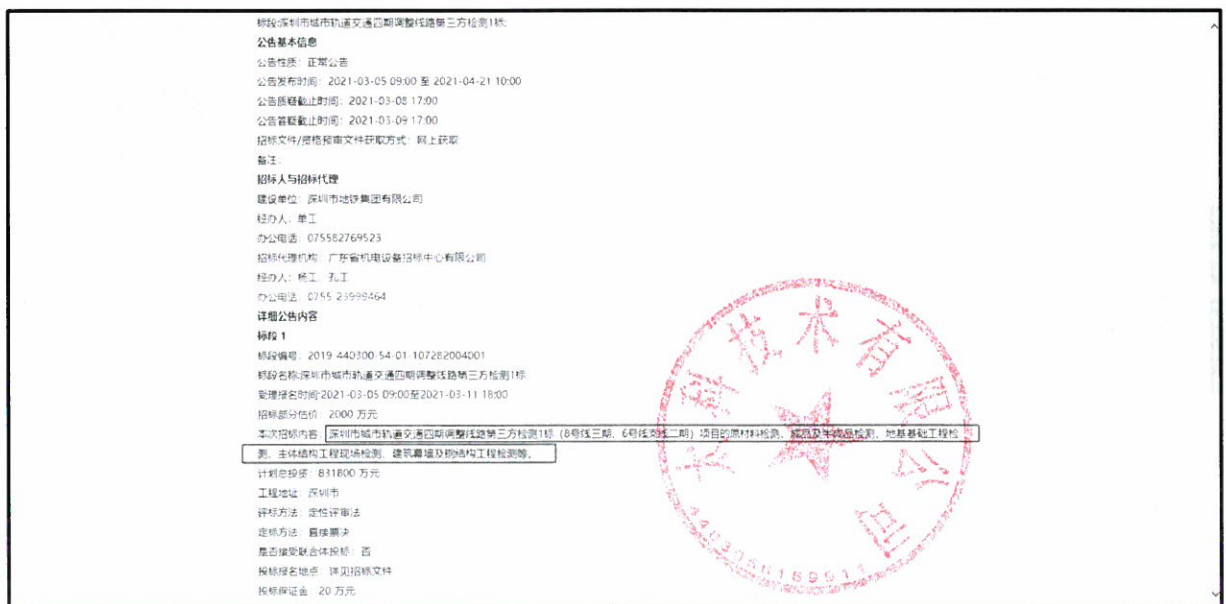 标段:深圳市城市轨道交通四期调整线路第三方检测1标;
公告基本信息
公告性质：正常公告
公告发布时间：2021-03-05 09:00 至 2021-04-21 10:00
公告质疑截止时间：2021-03-08 17:00
公告答疑截止时间：2021-03-09 17:00
招标文件/资格预审文件获取方式：网上获取
备注：
招标人与招标代理
建设单位：深圳市地铁集团有限公司
经办人：单工
办公电话：075582769523
招标代理机构：广东省机电设备招标中心有限公司
经办人：杨工、孔工
办公电话：0755-23999464
详细公告内容
标段 1
标段编号：2019-440300-54-01-107282004001
标段名称:深圳市城市轨道交通四期调整线路第三方检测1标
受理报名时间:2021-03-05 09:00至2021-03-11 18:00
招标部分估价：2000 万元
本次招标内容：深圳市城市轨道交通四期调整线路第三方检测1标（8号线三期、6号线支线二期）项目的原材料检测、成品及半成品检测、地基基础工程检
测、主体结构工程现场检测、建筑幕墙及钢结构工程检测等。
计划总投资：831800 万元
工程地址：深圳市
评标方法：定性评审法
定标方法：直接票决
是否接受联合体投标：否
投标报名地点：详见招标文件
投标保证金：20 万元
技术有限公司